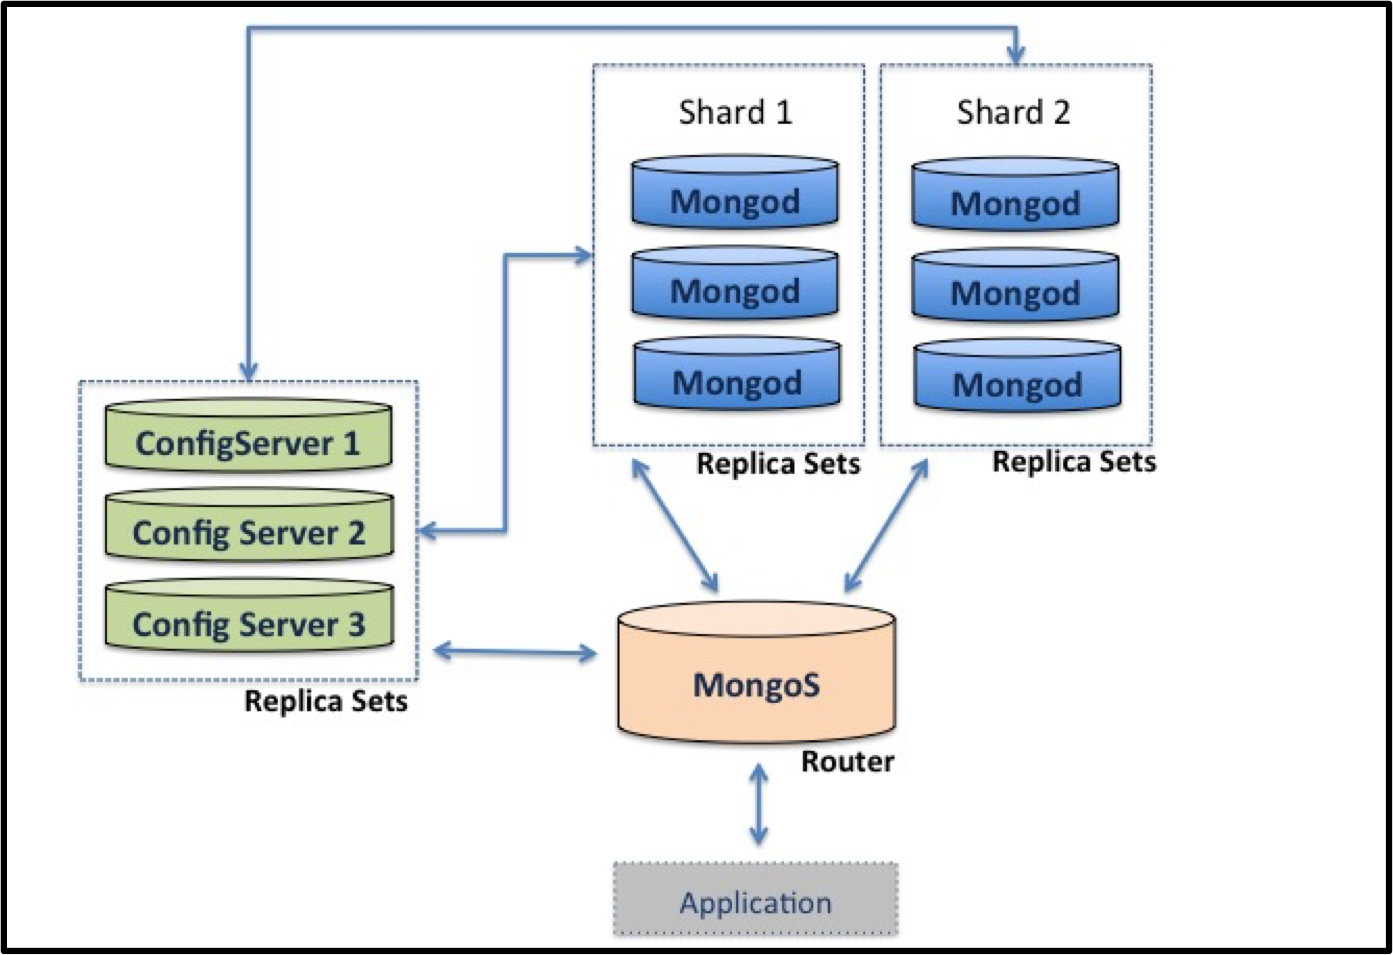 Shard 1
Mongod
Mongod
Mongod
Replica Sets
Shard 2
Mongod
Mongod
Mongod
Replica Sets
ConfigServer 1
Config Server 2
Config Server 3
Replica Sets
MongoS
Router
Application